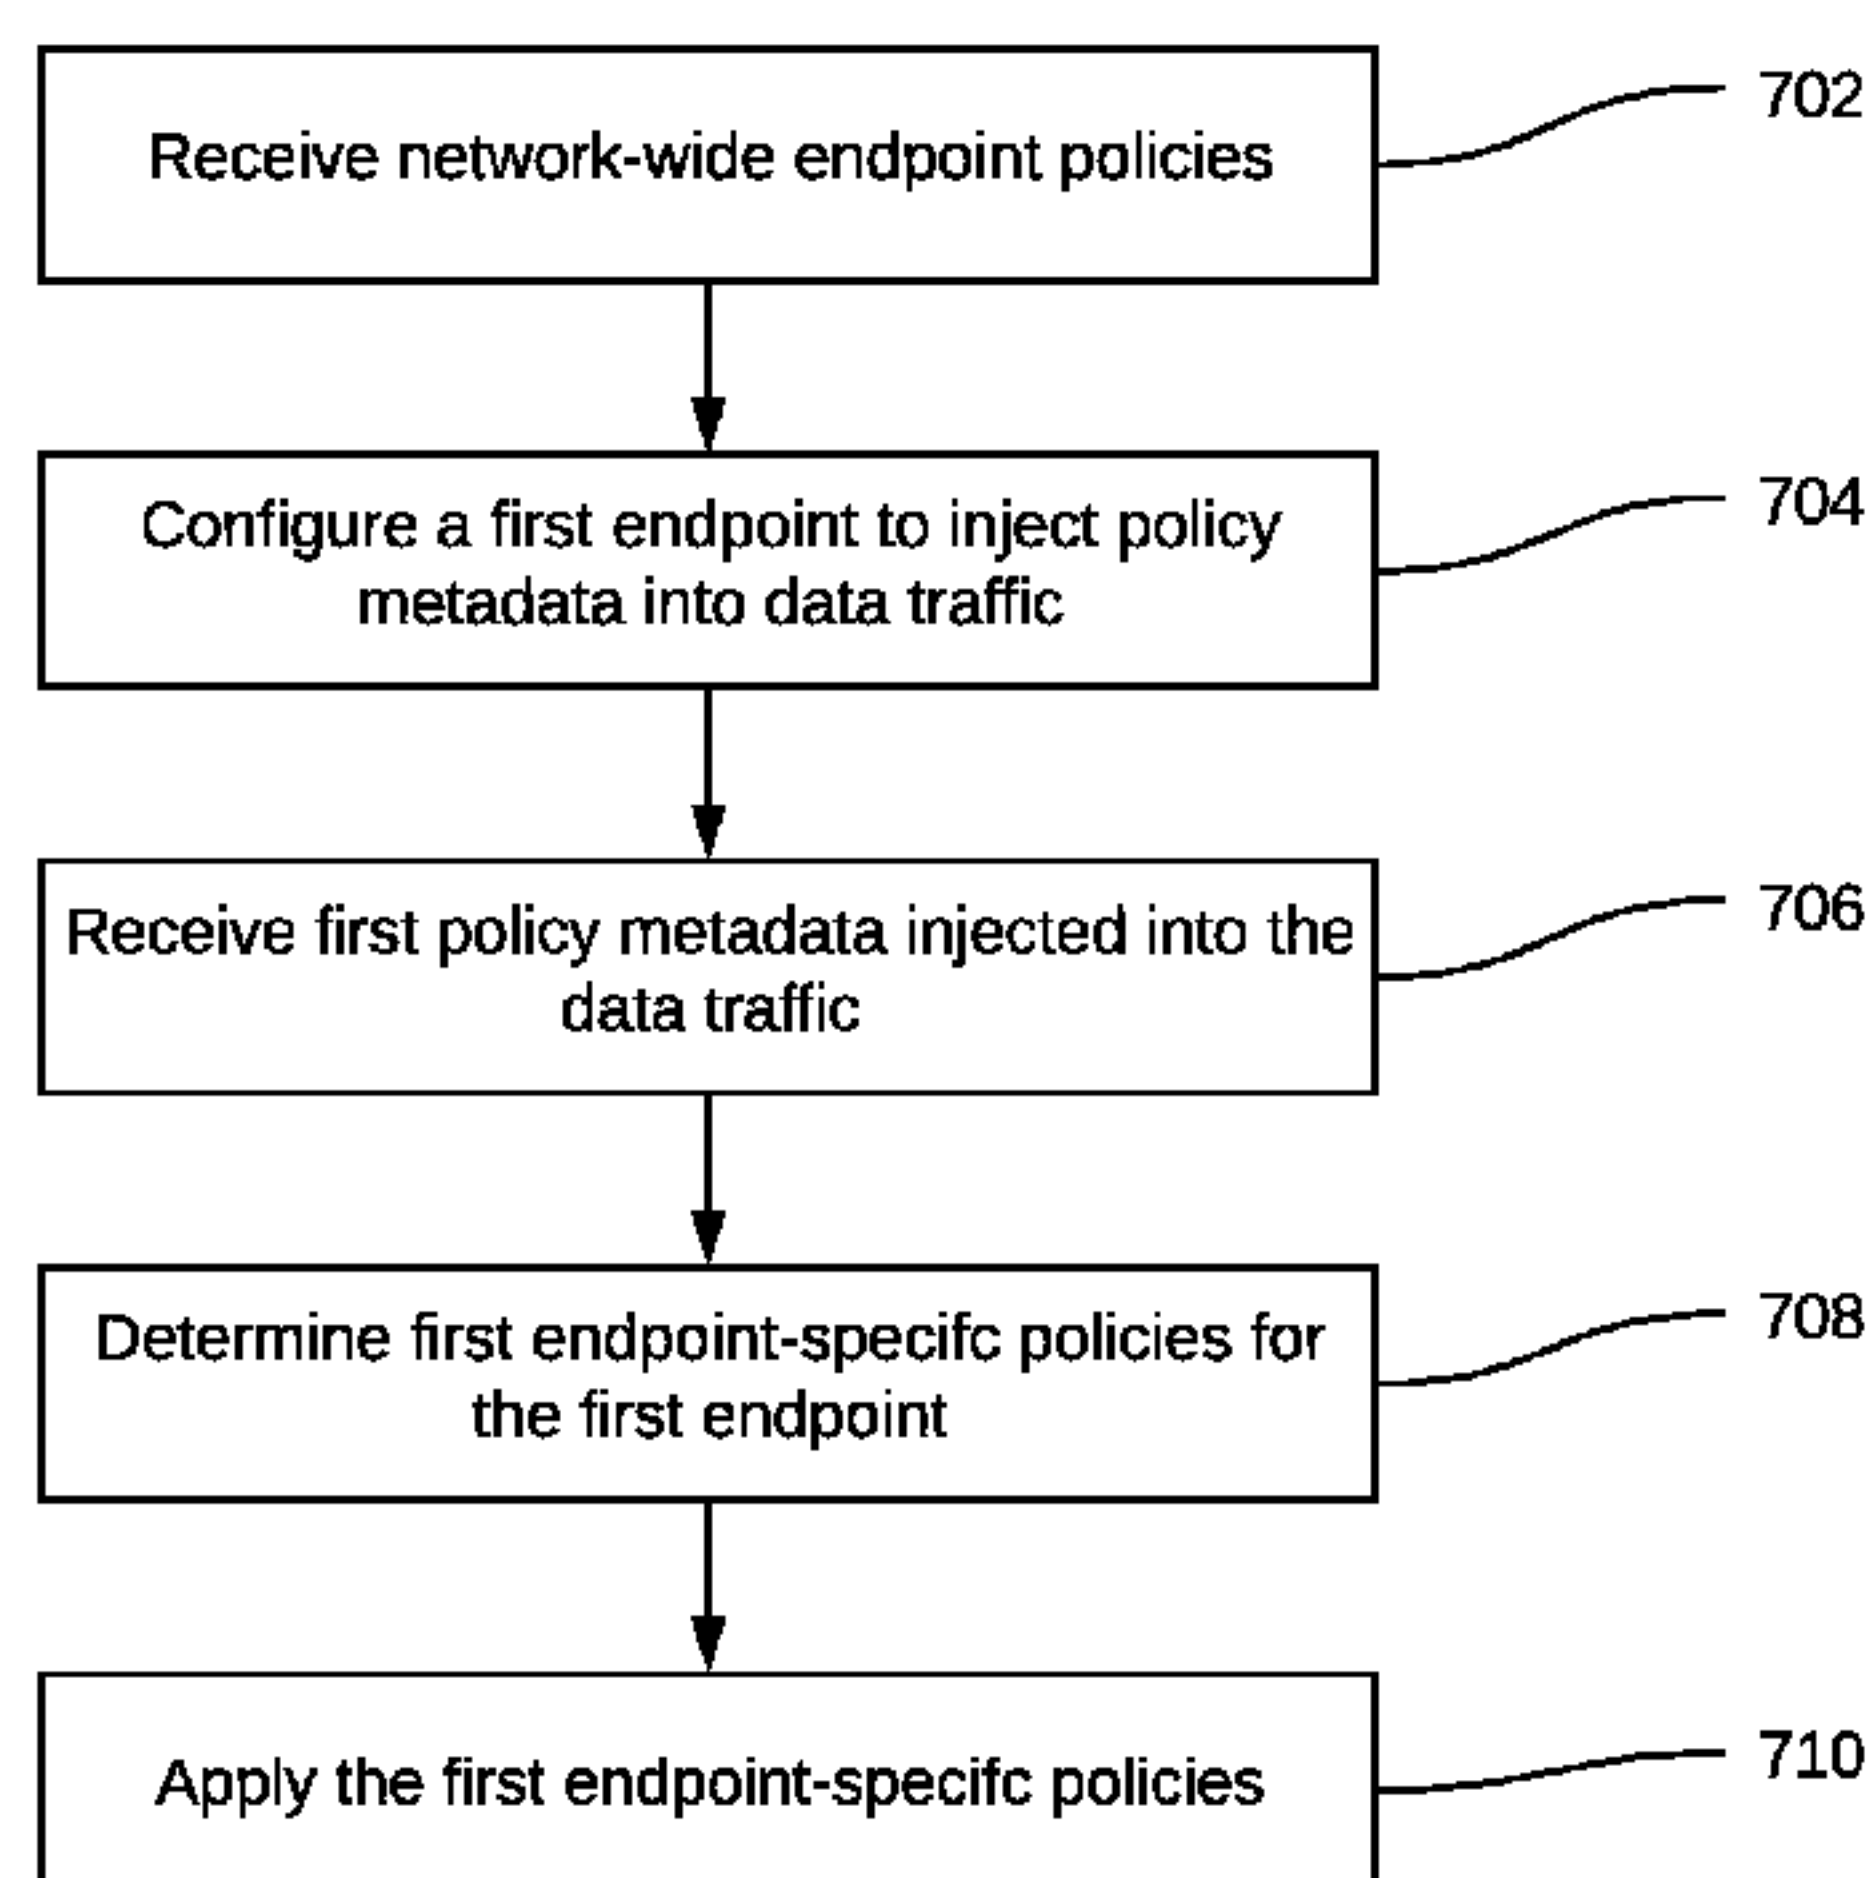 Receive network-wide endpoint policies
702
Configure a first endpoint to inject policy
metadata into data traffic
704
Receive first policy metadata injected into the
data traffic
706
Determine first endpoint-specifc policies for
the first endpoint
708
Apply the first endpoint-specifc policies
710